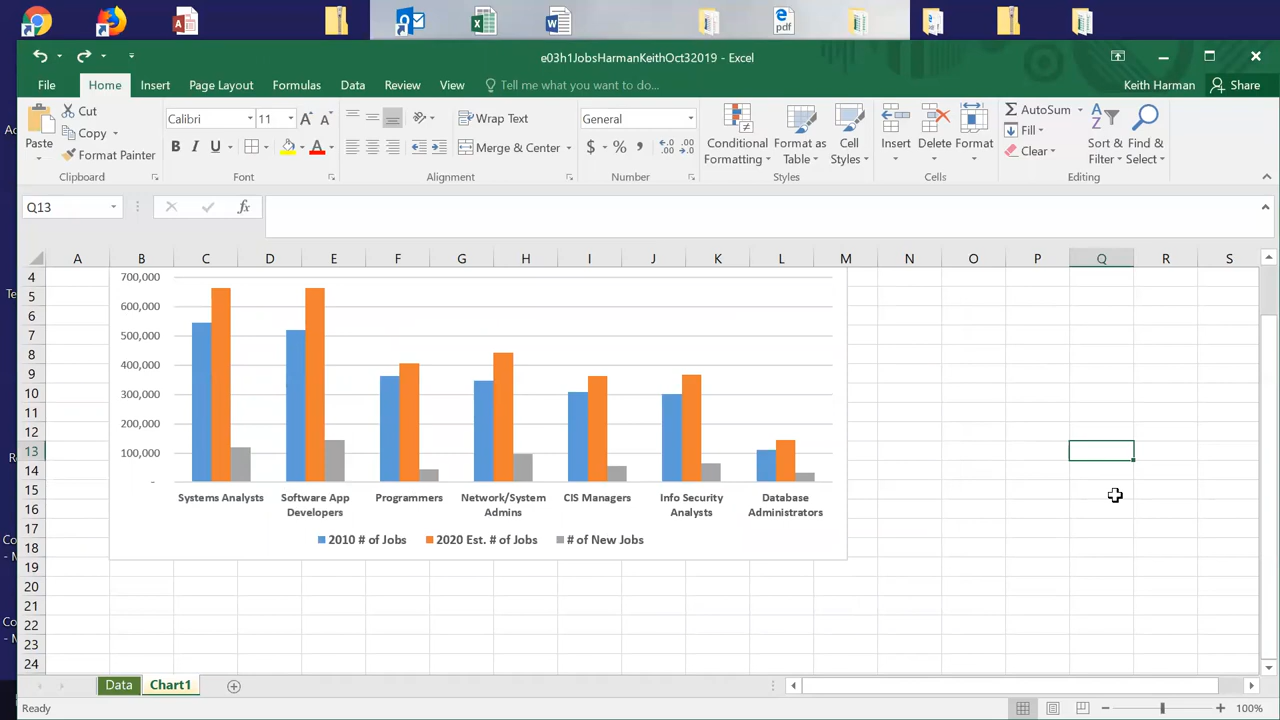 pdf
e03h1JobsHarmanKeithOct32019 - Excel
File Home Insert Page Layout Formulas Data Review View Tell me what you want to do... Keith Harman Share
Paste
Cut
Copy
Format Painter
Clipboard
Calibri 11
B I U
Font
Wrap Text
Merge & Center
Alignment
General
$ % ,
Number
Conditional Formatting
Format as Table
Cell Styles
Styles
Insert Delete Format
Cells
AutoSum
Fill
Clear
Sort & Filter
Find & Select
Editing
Q13
fx
A B C D E F G H I J K L M N O P Q R S
4
5
6
7
8
9
10
11
12
13
14
15
16
17
18
19
20
21
22
23
24
700,000
600,000
500,000
400,000
300,000
200,000
100,000
-
Systems Analysts
Software App Developers
Programmers
Network/System Admins
CIS Managers
Info Security Analysts
Database Administrators
2010 # of Jobs 2020 Est. # of Jobs # of New Jobs
Data Chart1
Ready 100%